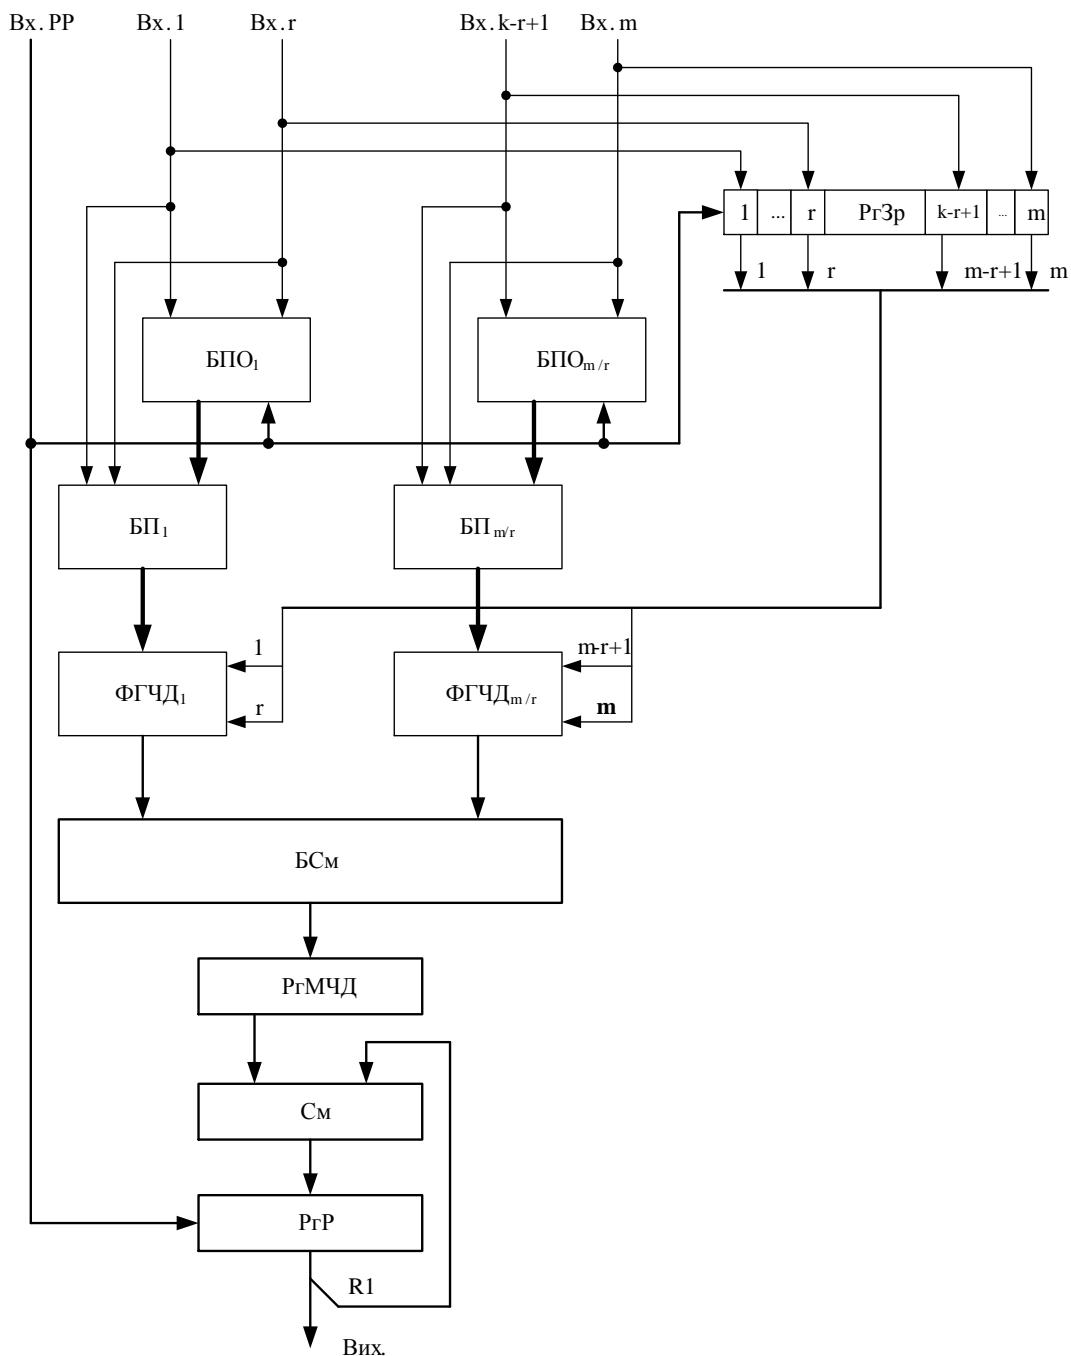 Вх.РР Вх.1 Вх.r Вх.k-r+1 Вх.m
1 ... r РгЗр k-r+1 ... m
1 r m-r+1 m
БПО1 БПОm/r
БП1 БПm/r
1 m-r+1
ФГЧД1 ФГЧДm/r
r m
БСм
РгМЧД
См
РгР
R1
Вих.